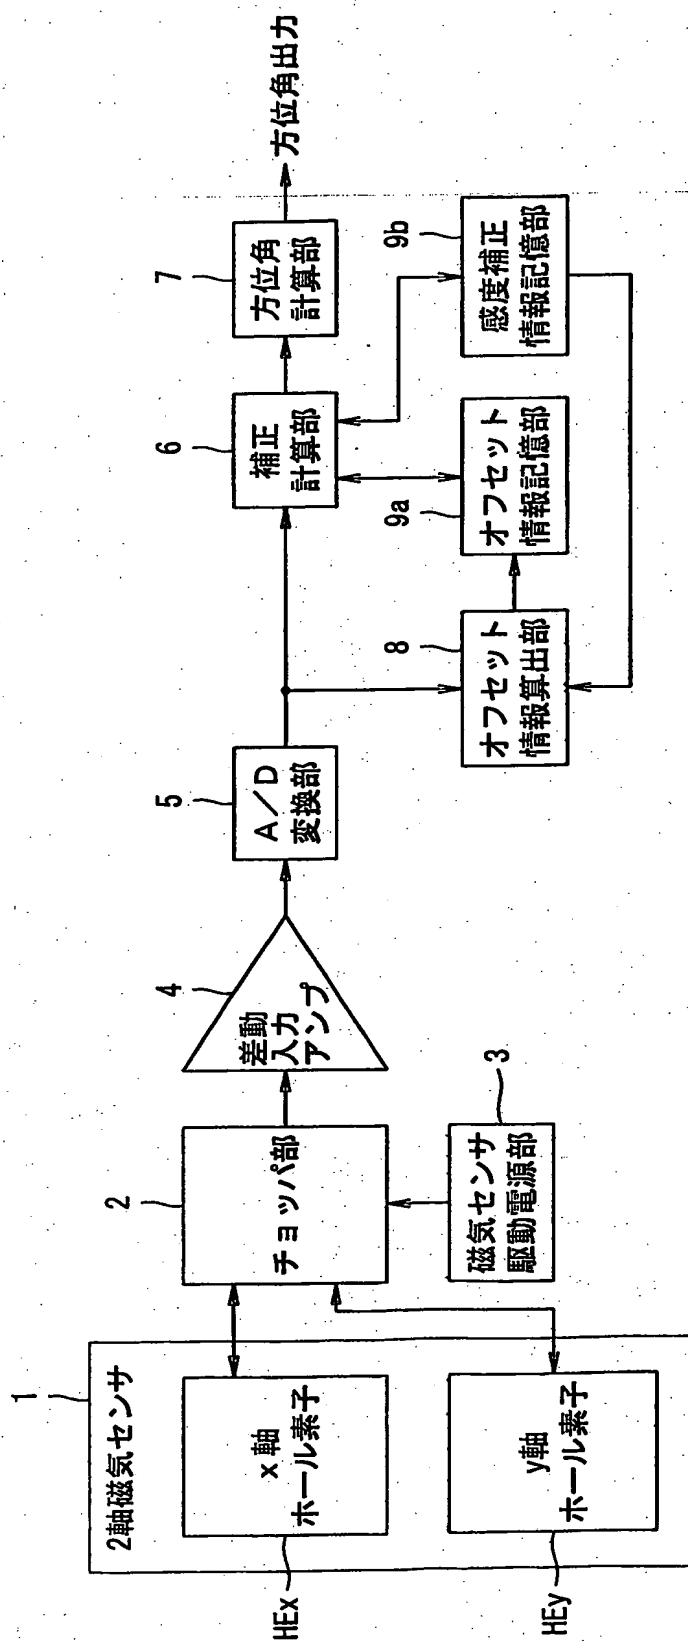 1
2軸磁気センサ
x軸
ホール素子
HEx
y軸
ホール素子
HEy
2
チョッパ部
3
磁気センサ
駆動電源部
4
差動
入力
アンプ
5
A/D
変換部
6
補正
計算部
7
方位角
計算部
方位角出力
8
オフセット
情報算出部
9a
オフセット
情報記憶部
9b
感度補正
情報記憶部